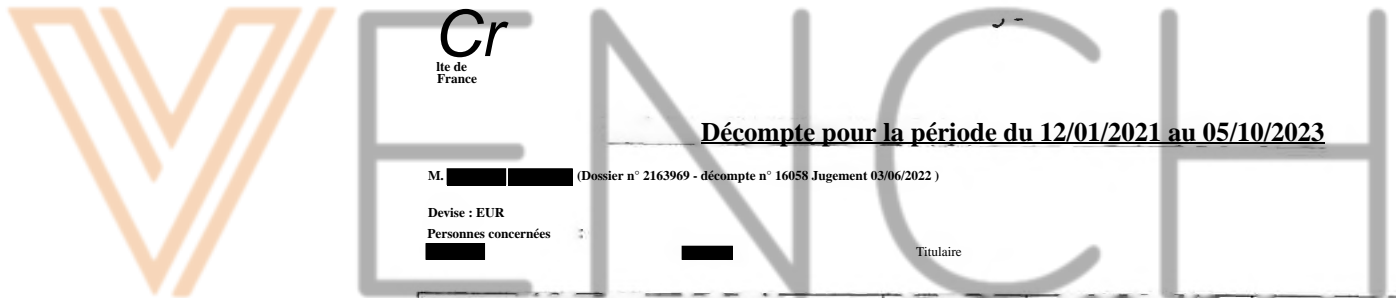 VENCH
Cr
lte de
France
Décompte pour la période du 12/01/2021 au 05/10/2023
M. (Dossier n° 2163969 - décompte n° 16058 Jugement 03/06/2022 )
Devise : EUR
Personnes concernées :
Titulaire